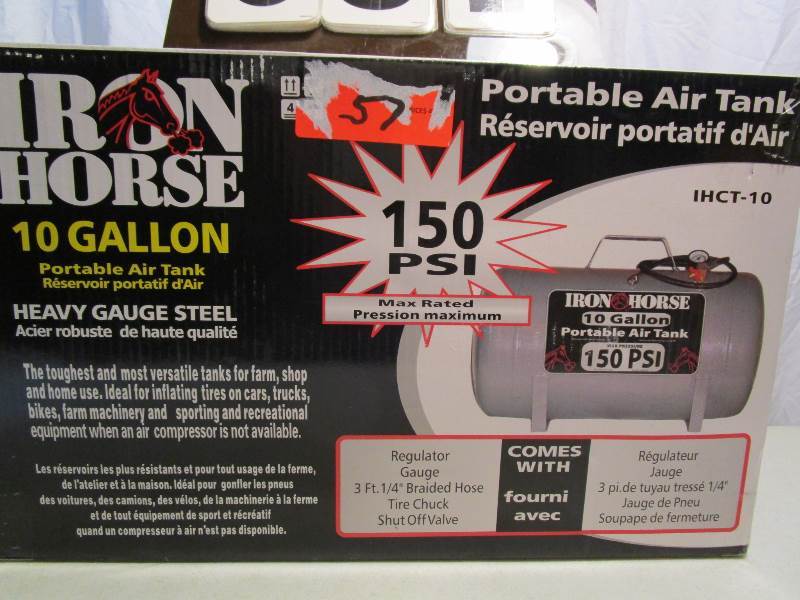 IRON
HORSE
10 GALLON
Portable Air Tank
Réservoir portatif d'Air
HEAVY GAUGE STEEL
Acier robuste de haute qualité
The toughest and most versatile tanks for farm, shop
and home use. Ideal for inflating tires on cars, trucks,
bikes, farm machinery and sporting and recreational
equipment when an air compressor is not available.
Les réservoirs les plus résistants et pour tout usage de la ferme,
de l'atelier et à la maison. Idéal pour gonfler les pneus
des voitures, des camions, des vélos, de la machinerie à la ferme
et de tout équipement de sport et récréatif
quand un compresseur à air n'est pas disponible.
4
57
150
PSI
Max Rated
Pression maximum
Portable Air Tank
Réservoir portatif d'Air
IHCT-10
IRON HORSE
10 Gallon
Portable Air Tank
MAX PRESSURE
150 PSI
Regulator
Gauge
3 Ft.1/4" Braided Hose
Tire Chuck
Shut Off Valve
COMES
WITH
fourni
avec
Régulateur
Jauge
3 pi.de tuyau tressé 1/4"
Jauge de Pneu
Soupape de fermeture